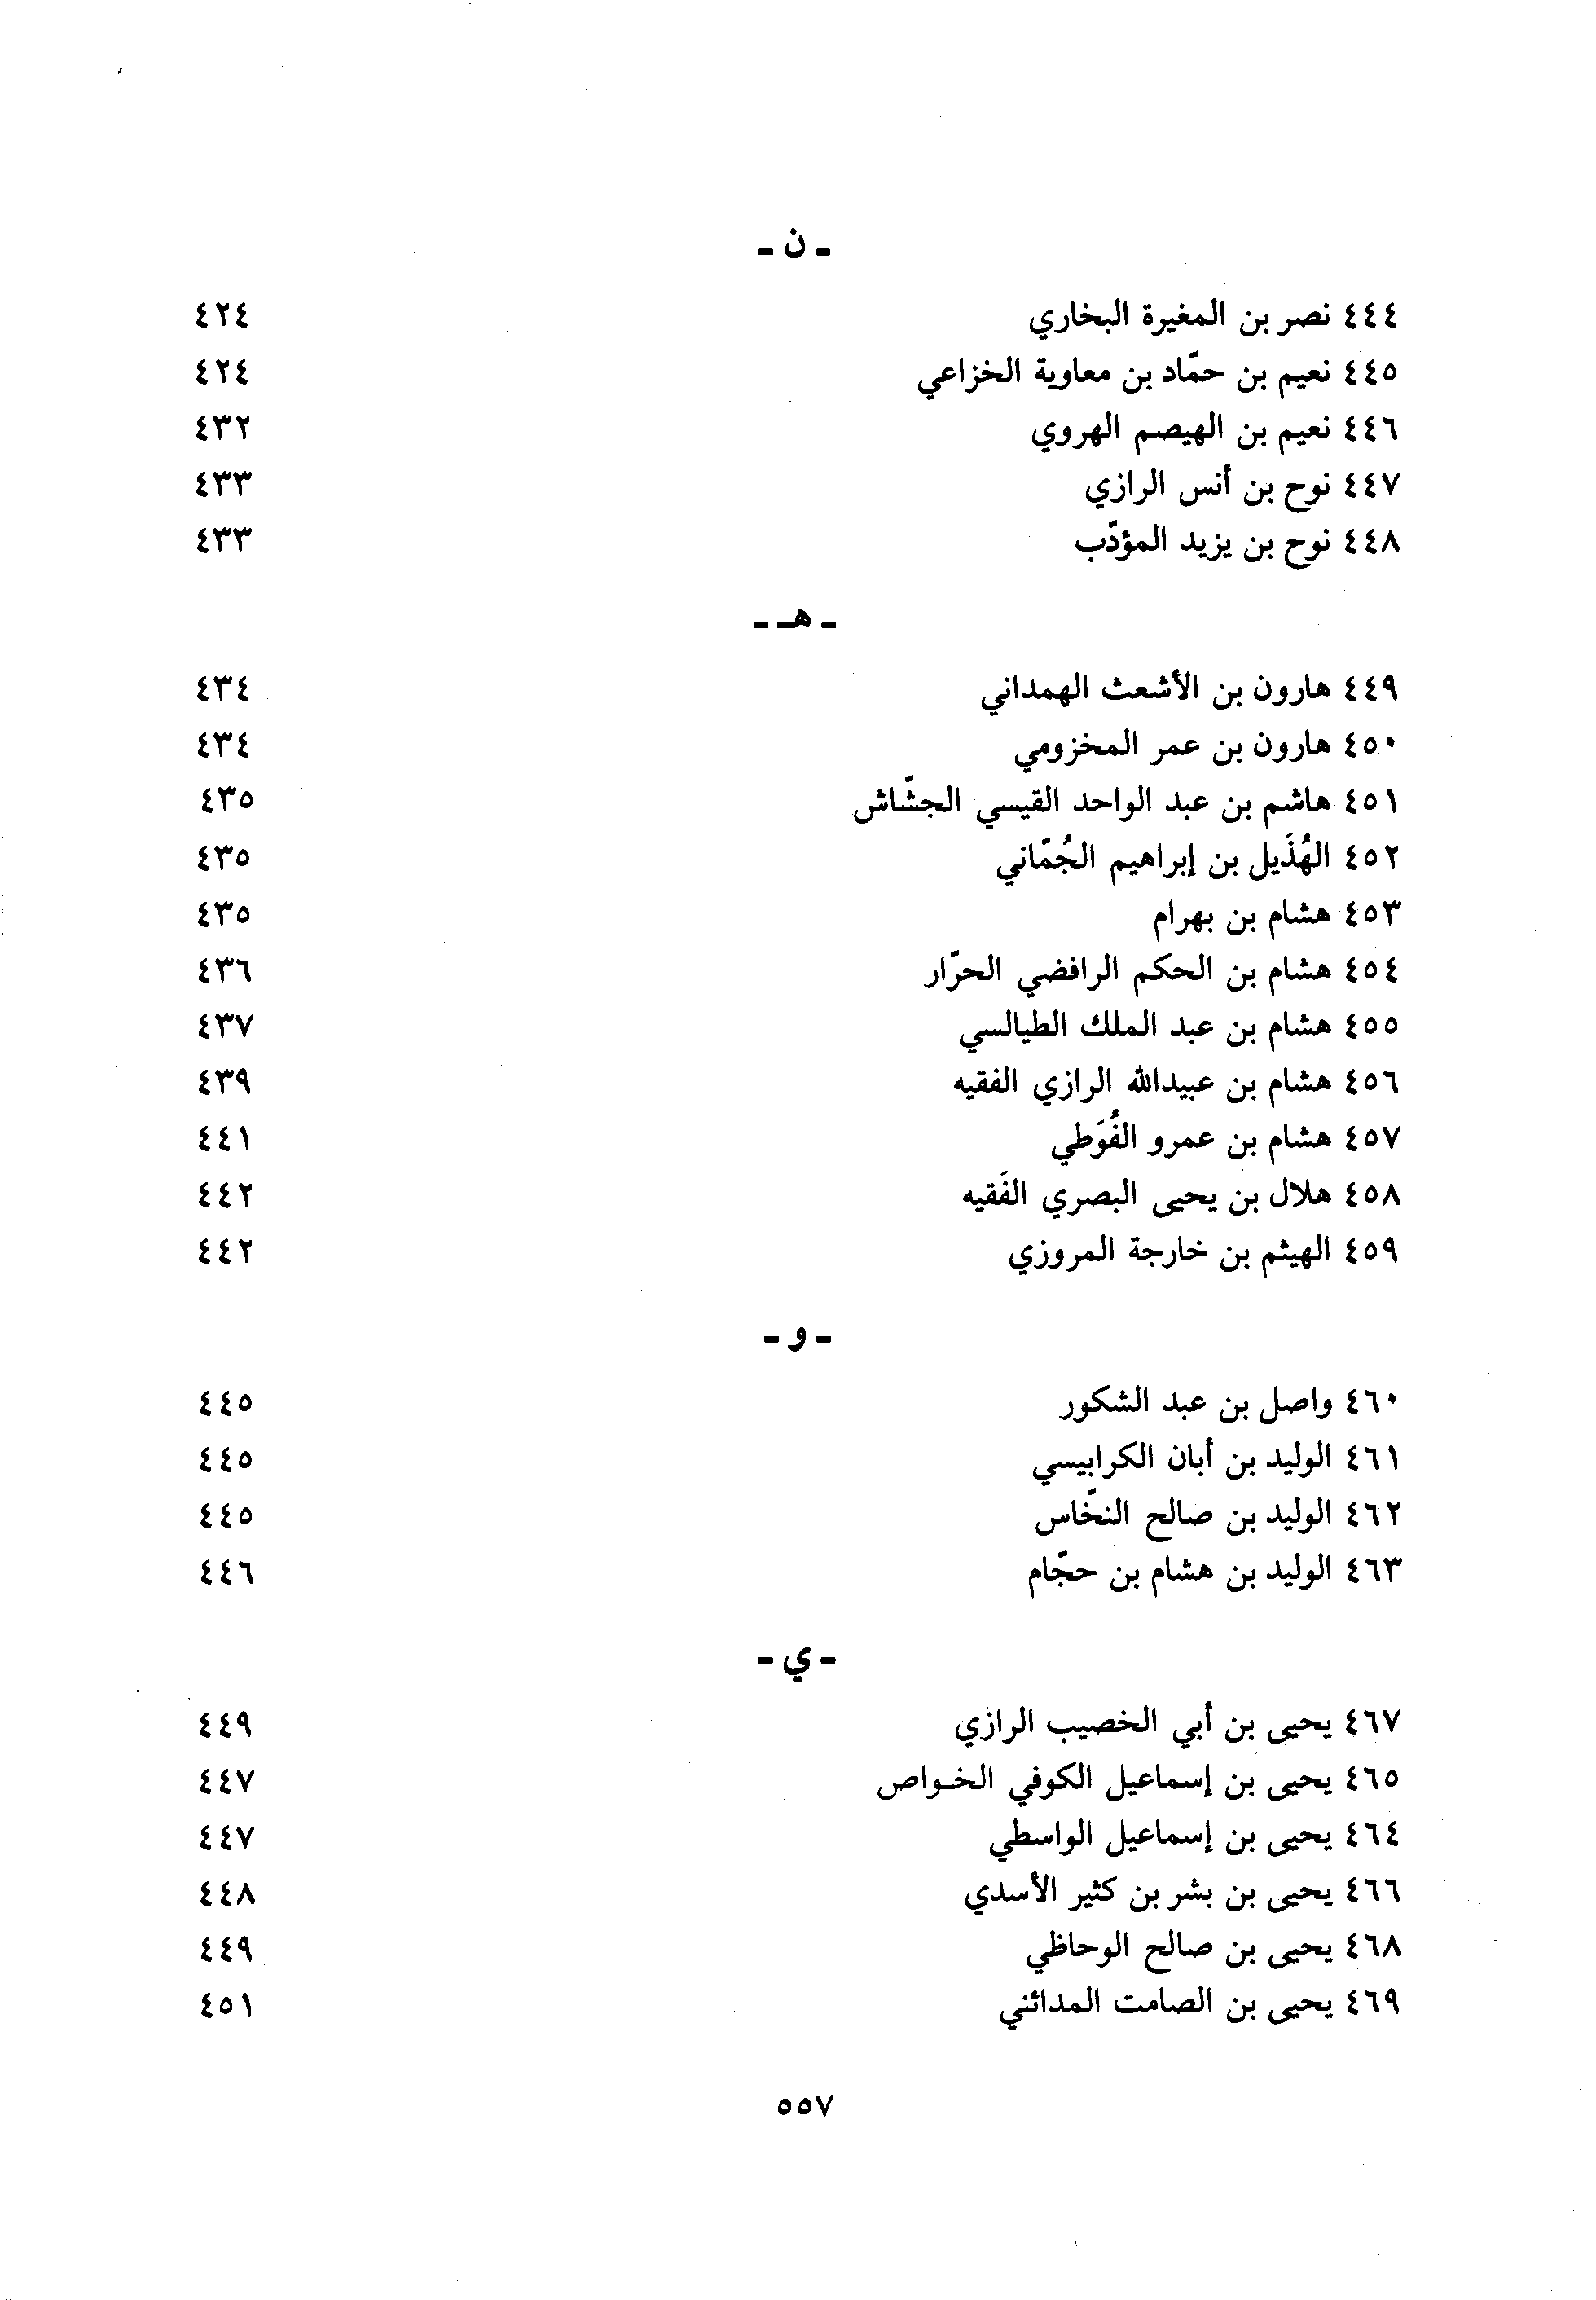 - ن -
٤٤٤ نصر بن المغيرة البخاري ٤٢٤
٤٤٥ نعيم بن حمّاد بن معاوية الخزاعي ٤٢٤
٤٤٦ نعيم بن الهيصم الهروي ٤٣٢
٤٤٧ نوح بن أنس الرازي ٤٣٣
٤٤٨ نوح بن يزيد المؤدّب ٤٣٣
- هـ -
٤٤٩ هارون بن الأشعث الهمداني ٤٣٤
٤٥٠ هارون بن عمر المخزومي ٤٣٤
٤٥١ هاشم بن عبد الواحد القيسي الجشّاش ٤٣٥
٤٥٢ الهُذَيل بن إبراهيم الجُمّاني ٤٣٥
٤٥٣ هشام بن بهرام ٤٣٥
٤٥٤ هشام بن الحكم الرافضي الحرّار ٤٣٦
٤٥٥ هشام بن عبد الملك الطيالسي ٤٣٧
٤٥٦ هشام بن عبيدالله الرازي الفقيه ٤٣٩
٤٥٧ هشام بن عمرو الفُوَطي ٤٤١
٤٥٨ هلال بن يحيى البصري الفَقيه ٤٤٢
٤٥٩ الهيثم بن خارجة المروزي ٤٤٢
- و -
٤٦٠ واصل بن عبد الشكور ٤٤٥
٤٦١ الوليد بن أبان الكرابيسي ٤٤٥
٤٦٢ الوليد بن صالح النخّاس ٤٤٥
٤٦٣ الوليد بن هشام بن حجّام ٤٤٦
- ي -
٤٦٧ يحيى بن أبي الخصيب الرازي ٤٤٩
٤٦٥ يحيى بن إسماعيل الكوفي الخـواص ٤٤٧
٤٦٤ يحيى بن إسماعيل الواسطي ٤٤٧
٤٦٦ يحيى بن بشر بن كثير الأسدي ٤٤٨
٤٦٨ يحيى بن صالح الوحاظي ٤٤٩
٤٦٩ يحيى بن الصامت المدائني ٤٥١
٥٥٧